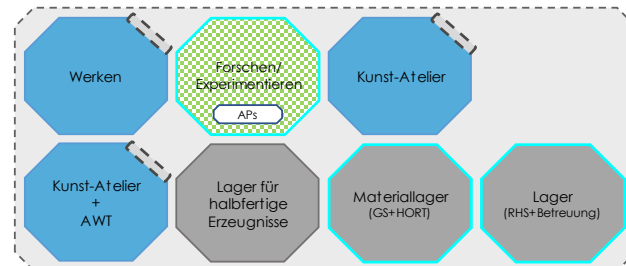 Werken
Forschen/
Experimentieren
APs
Kunst-Atelier
Kunst-Atelier
+
AWT
Lager für
halbfertige
Erzeugnisse
Materiallager
(GS+HORT)
Lager
(RHS+Betreuung)